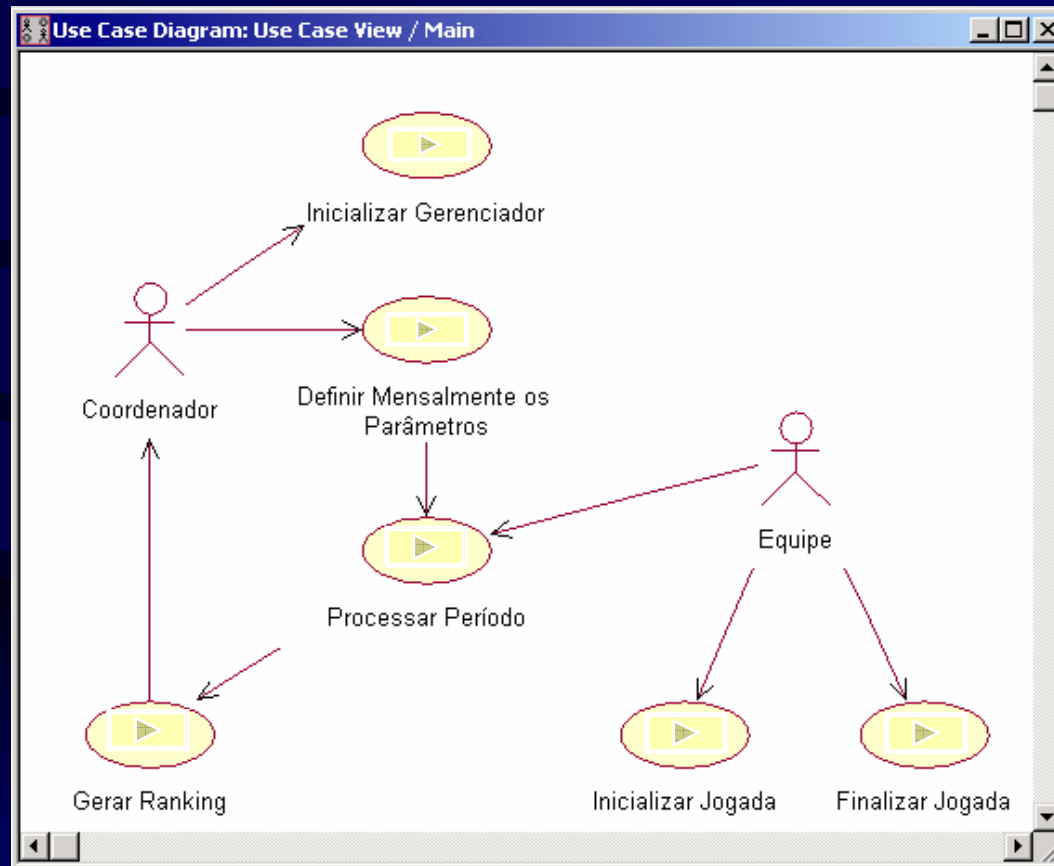 Use Case Diagram: Use Case View / Main
Inicializar Gerenciador
Coordenador
Definir Mensalmente os
Parâmetros
Equipe
Processar Período
Gerar Ranking
Inicializar Jogada
Finalizar Jogada